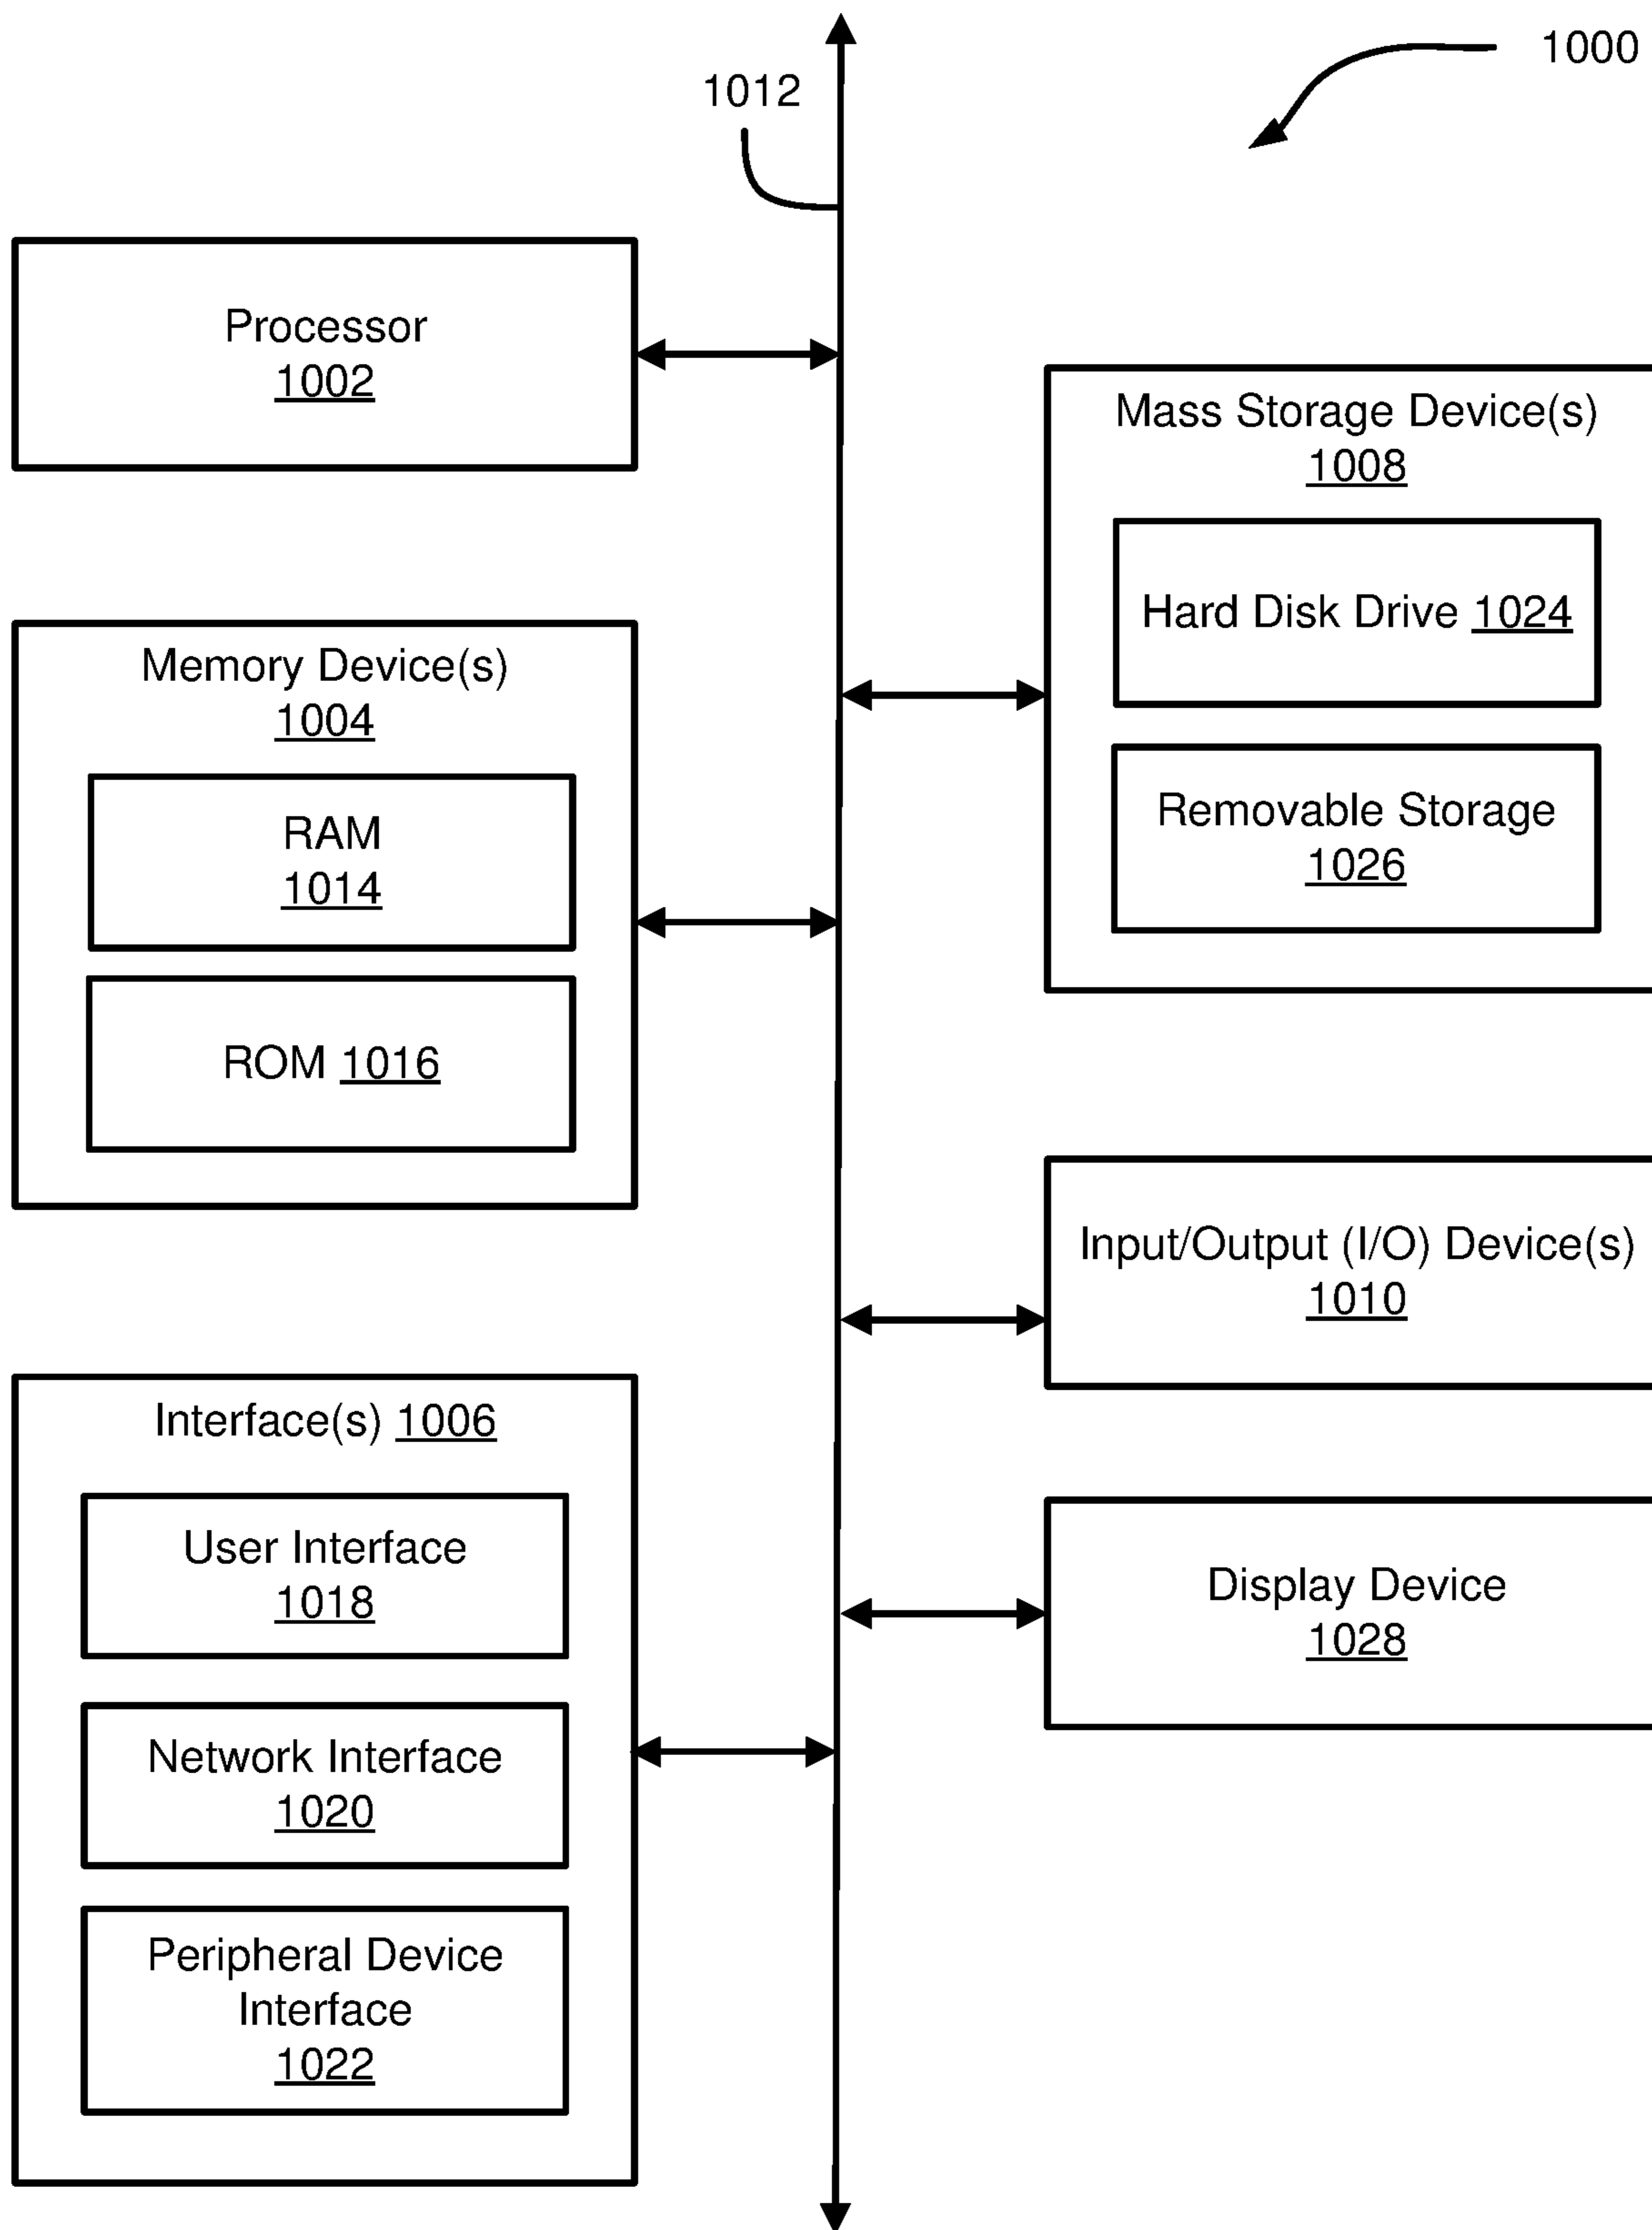 1000
1012
Processor
1002
Mass Storage Device(s)
1008
Hard Disk Drive 1024
Removable Storage
1026
Memory Device(s)
1004
RAM
1014
ROM 1016
Input/Output (I/O) Device(s)
1010
Interface(s) 1006
User Interface
1018
Network Interface
1020
Peripheral Device
Interface
1022
Display Device
1028